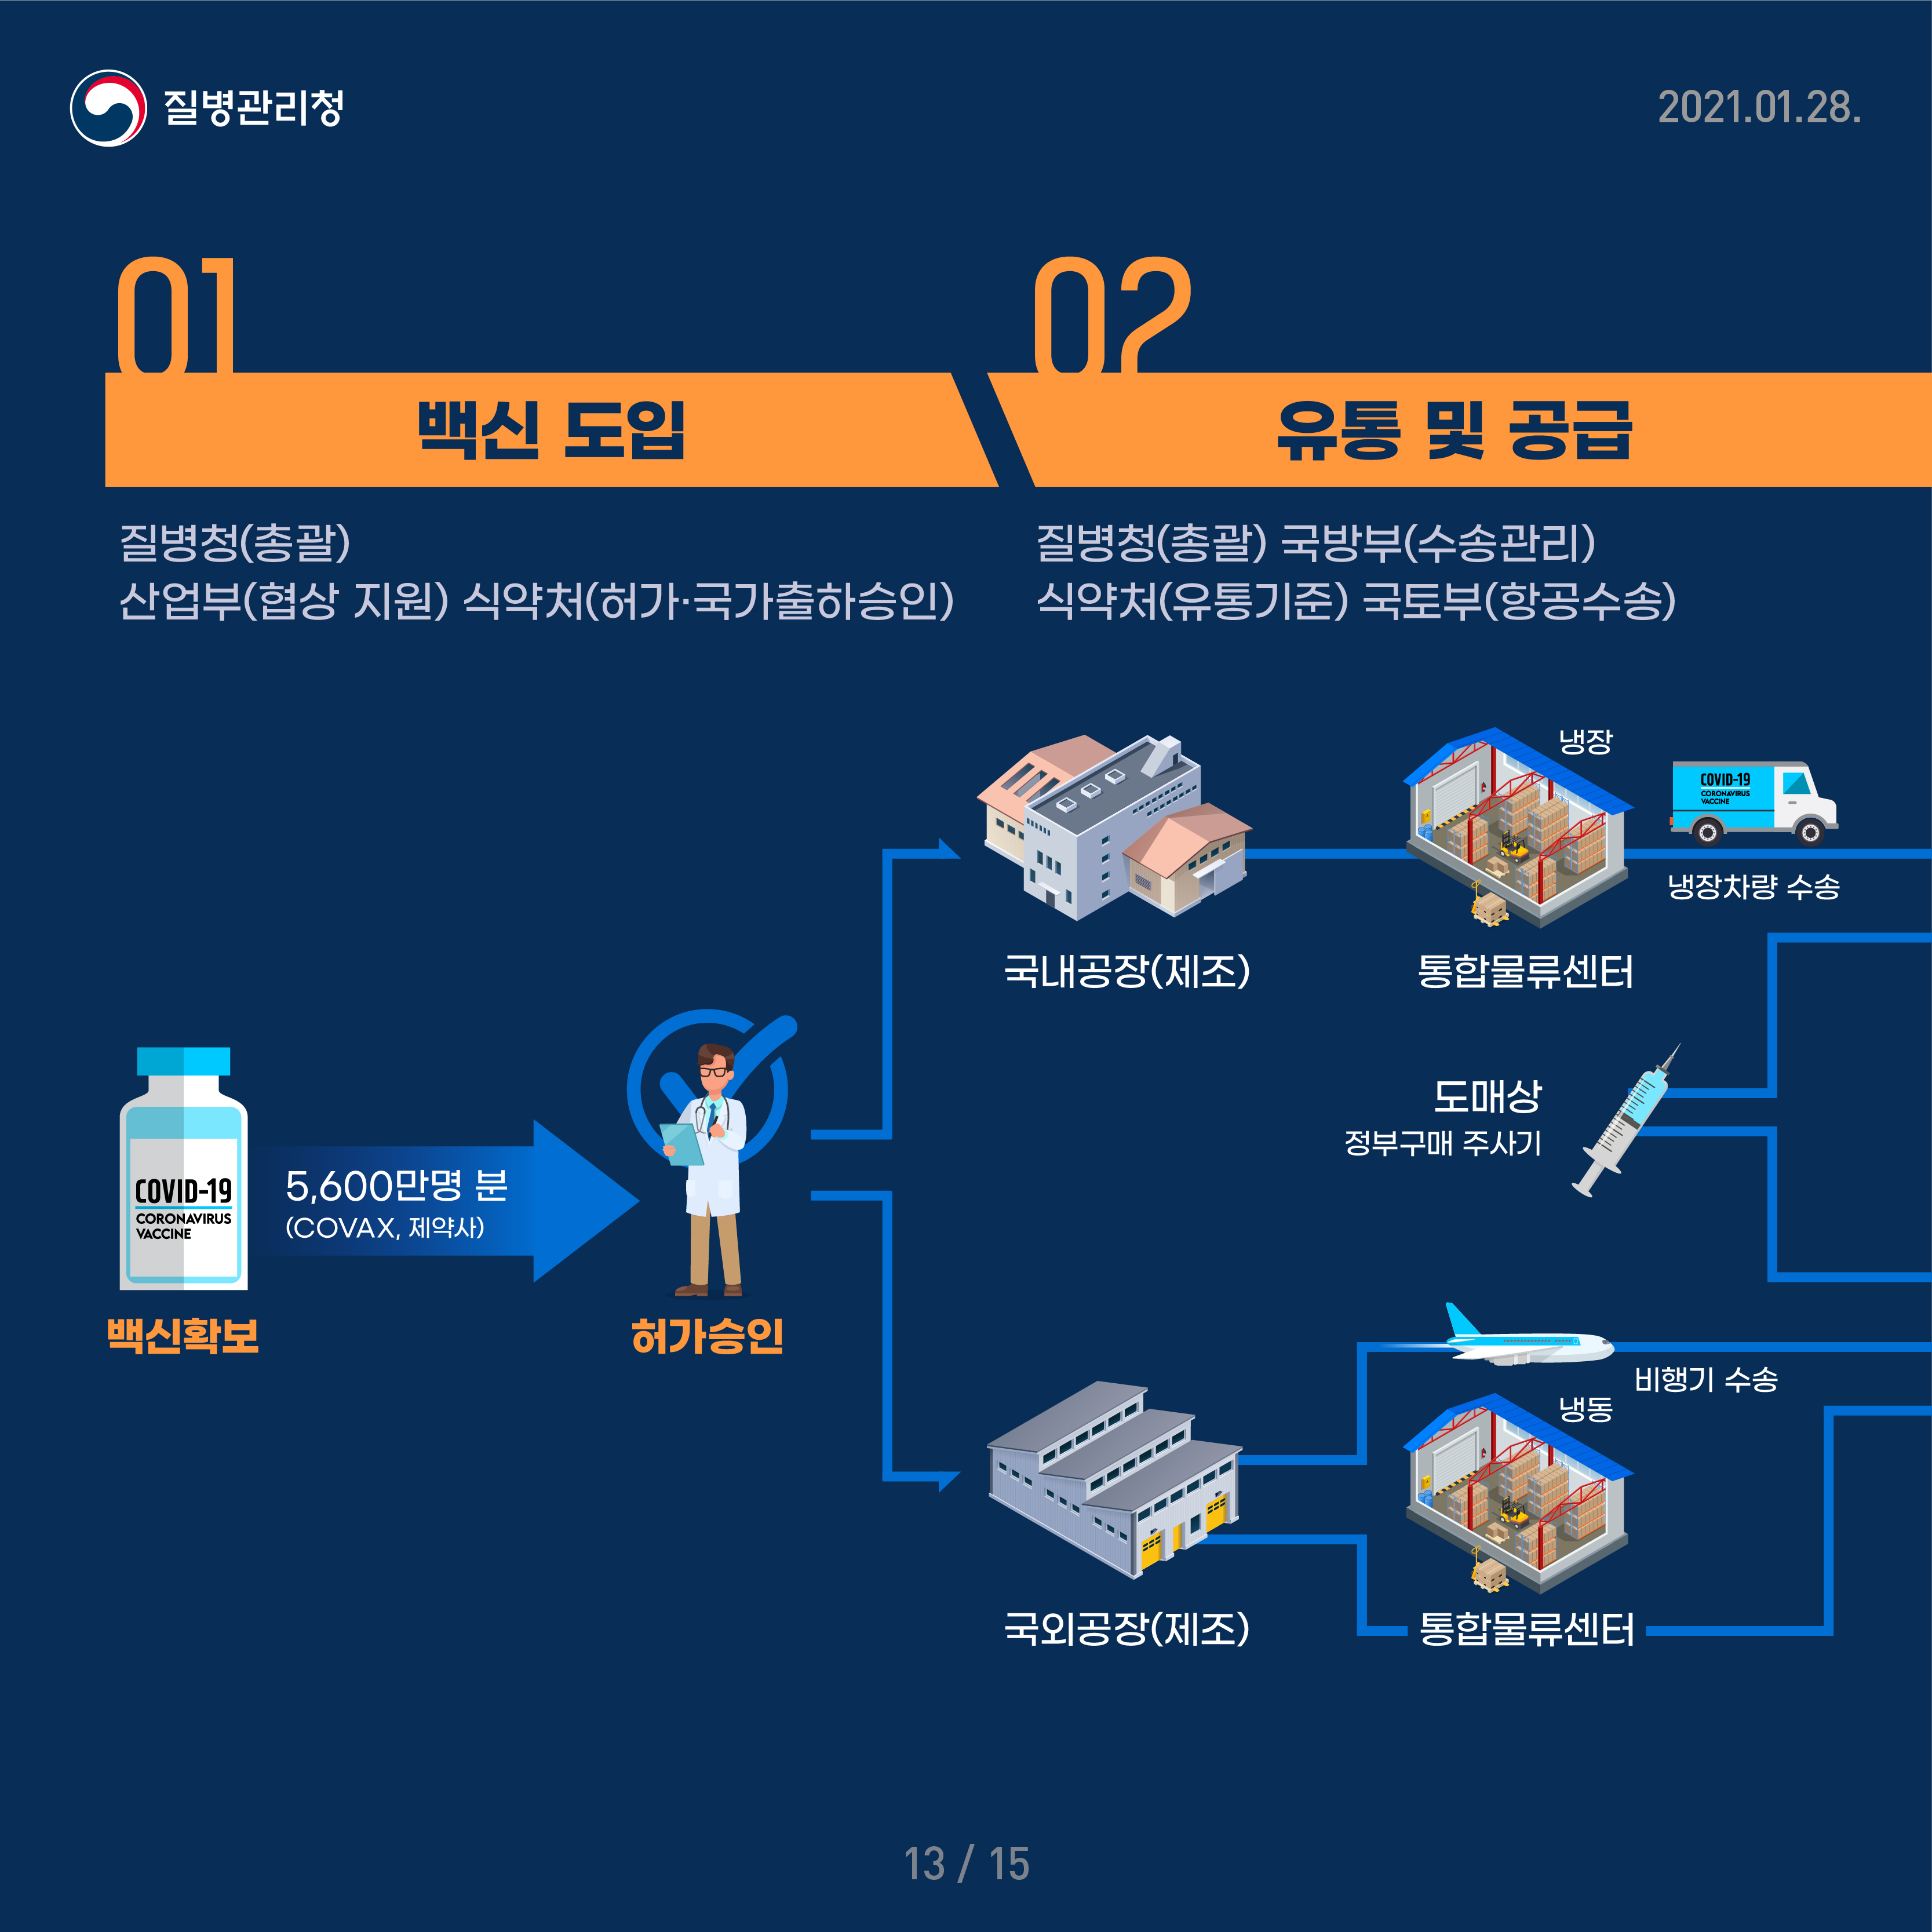 질병관리청
2021.01.28.
01
백신 도입
질병청(총괄)
산업부(협상 지원) 식약처(허가·국가출하승인)
02
유통 및 공급
질병청(총괄) 국방부(수송관리)
식약처(유통기준) 국토부(항공수송)
COVID-19
CORONAVIRUS
VACCINE
백신확보
5,600만명 분
(COVAX, 제약사)
허가승인
국내공장(제조)
냉장
통합물류센터
COVID-19
CORONAVIRUS
VACCINE
냉장차량 수송
도매상
정부구매 주사기
비행기 수송
국외공장(제조)
냉동
통합물류센터
13 / 15